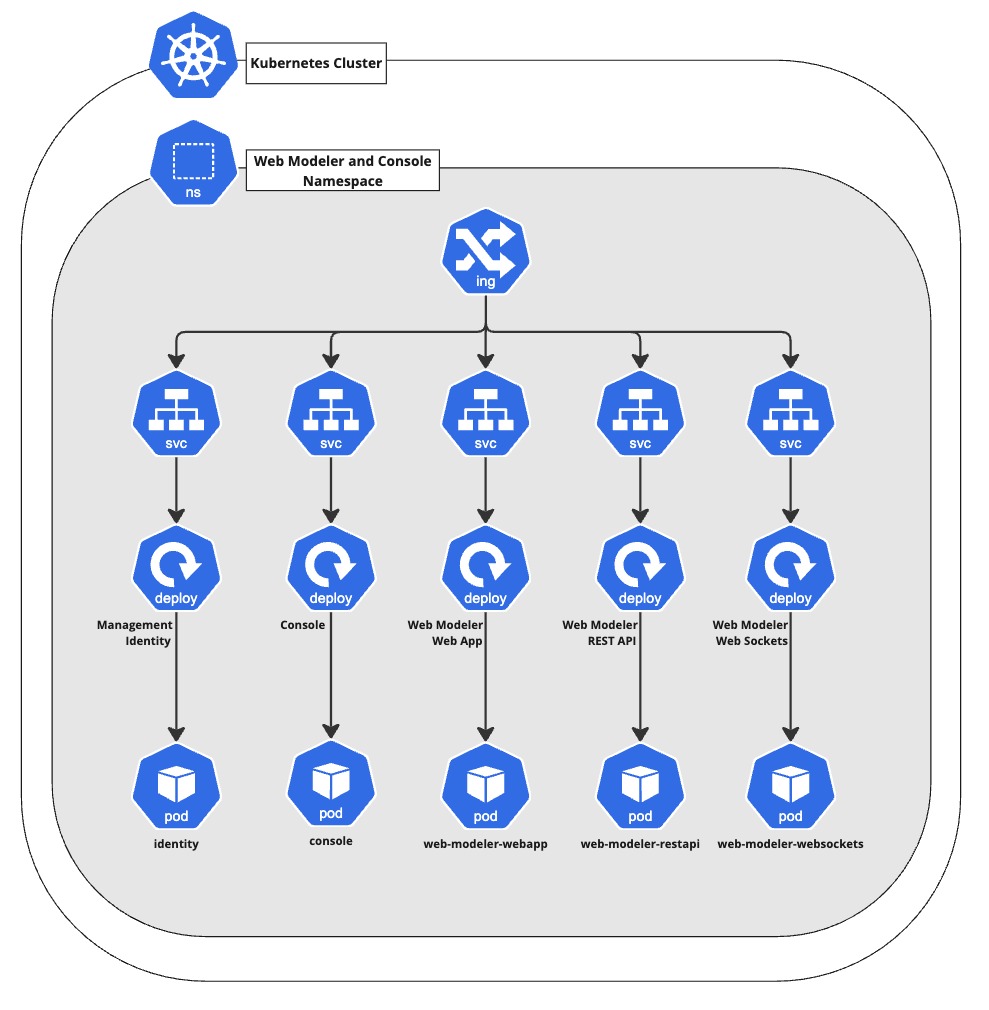 Kubernetes Cluster
ns
Web Modeler and Console
Namespace
ing
svc
svc
svc
svc
svc
deploy
deploy
deploy
deploy
deploy
Management
Identity
Console
Web Modeler
Web App
Web Modeler
REST API
Web Modeler
Web Sockets
pod
pod
pod
pod
pod
identity
console
web-modeler-webapp
web-modeler-restapi
web-modeler-websockets